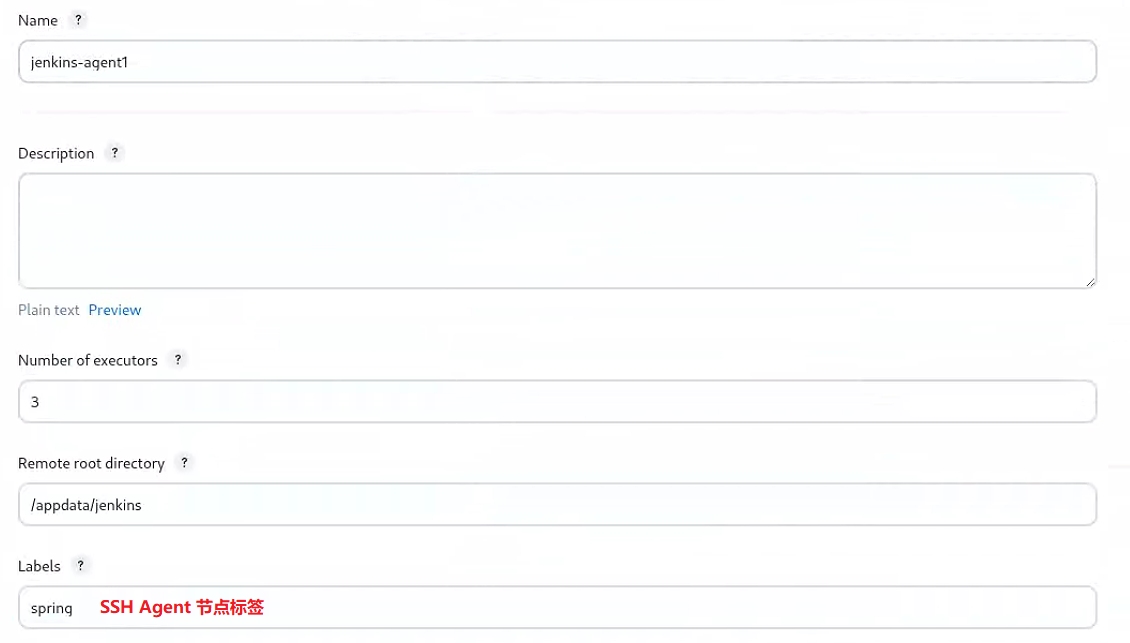 Name ?
jenkins-agent1
Description ?
Plain text Preview
Number of executors ?
3
Remote root directory ?
/appdata/jenkins
Labels ?
spring SSH Agent 节点标签